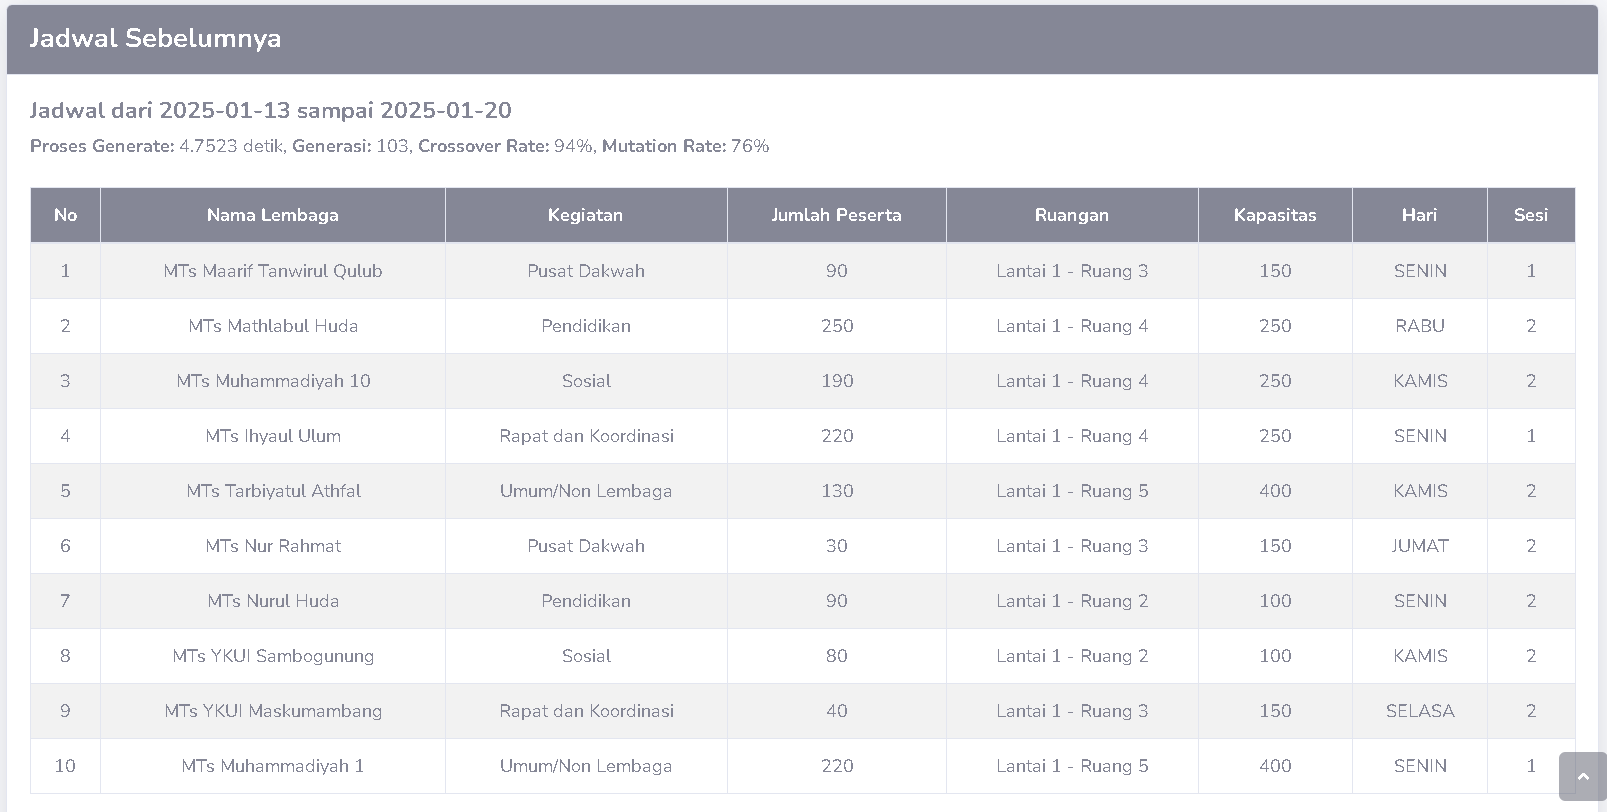 Jadwal Sebelumnya
Jadwal dari 2025-01-13 sampai 2025-01-20
Proses Generate: 4.7523 detik, Generasi: 103, Crossover Rate: 94%, Mutation Rate: 76%
No Nama Lembaga Kegiatan Jumlah Peserta Ruangan Kapasitas Hari Sesi
1 MTs Maarif Tanwirul Qulub Pusat Dakwah 90 Lantai 1 - Ruang 3 150 SENIN 1
2 MTs Mathlabul Huda Pendidikan 250 Lantai 1 - Ruang 4 250 RABU 2
3 MTs Muhammadiyah 10 Sosial 190 Lantai 1 - Ruang 4 250 KAMIS 2
4 MTs Ihyaul Ulum Rapat dan Koordinasi 220 Lantai 1 - Ruang 4 250 SENIN 1
5 MTs Tarbiyatul Athfal Umum/Non Lembaga 130 Lantai 1 - Ruang 5 400 KAMIS 2
6 MTs Nur Rahmat Pusat Dakwah 30 Lantai 1 - Ruang 3 150 JUMAT 2
7 MTs Nurul Huda Pendidikan 90 Lantai 1 - Ruang 2 100 SENIN 2
8 MTs YKUI Sambogunung Sosial 80 Lantai 1 - Ruang 2 100 KAMIS 2
9 MTs YKUI Maskumambang Rapat dan Koordinasi 40 Lantai 1 - Ruang 3 150 SELASA 2
10 MTs Muhammadiyah 1 Umum/Non Lembaga 220 Lantai 1 - Ruang 5 400 SENIN 1